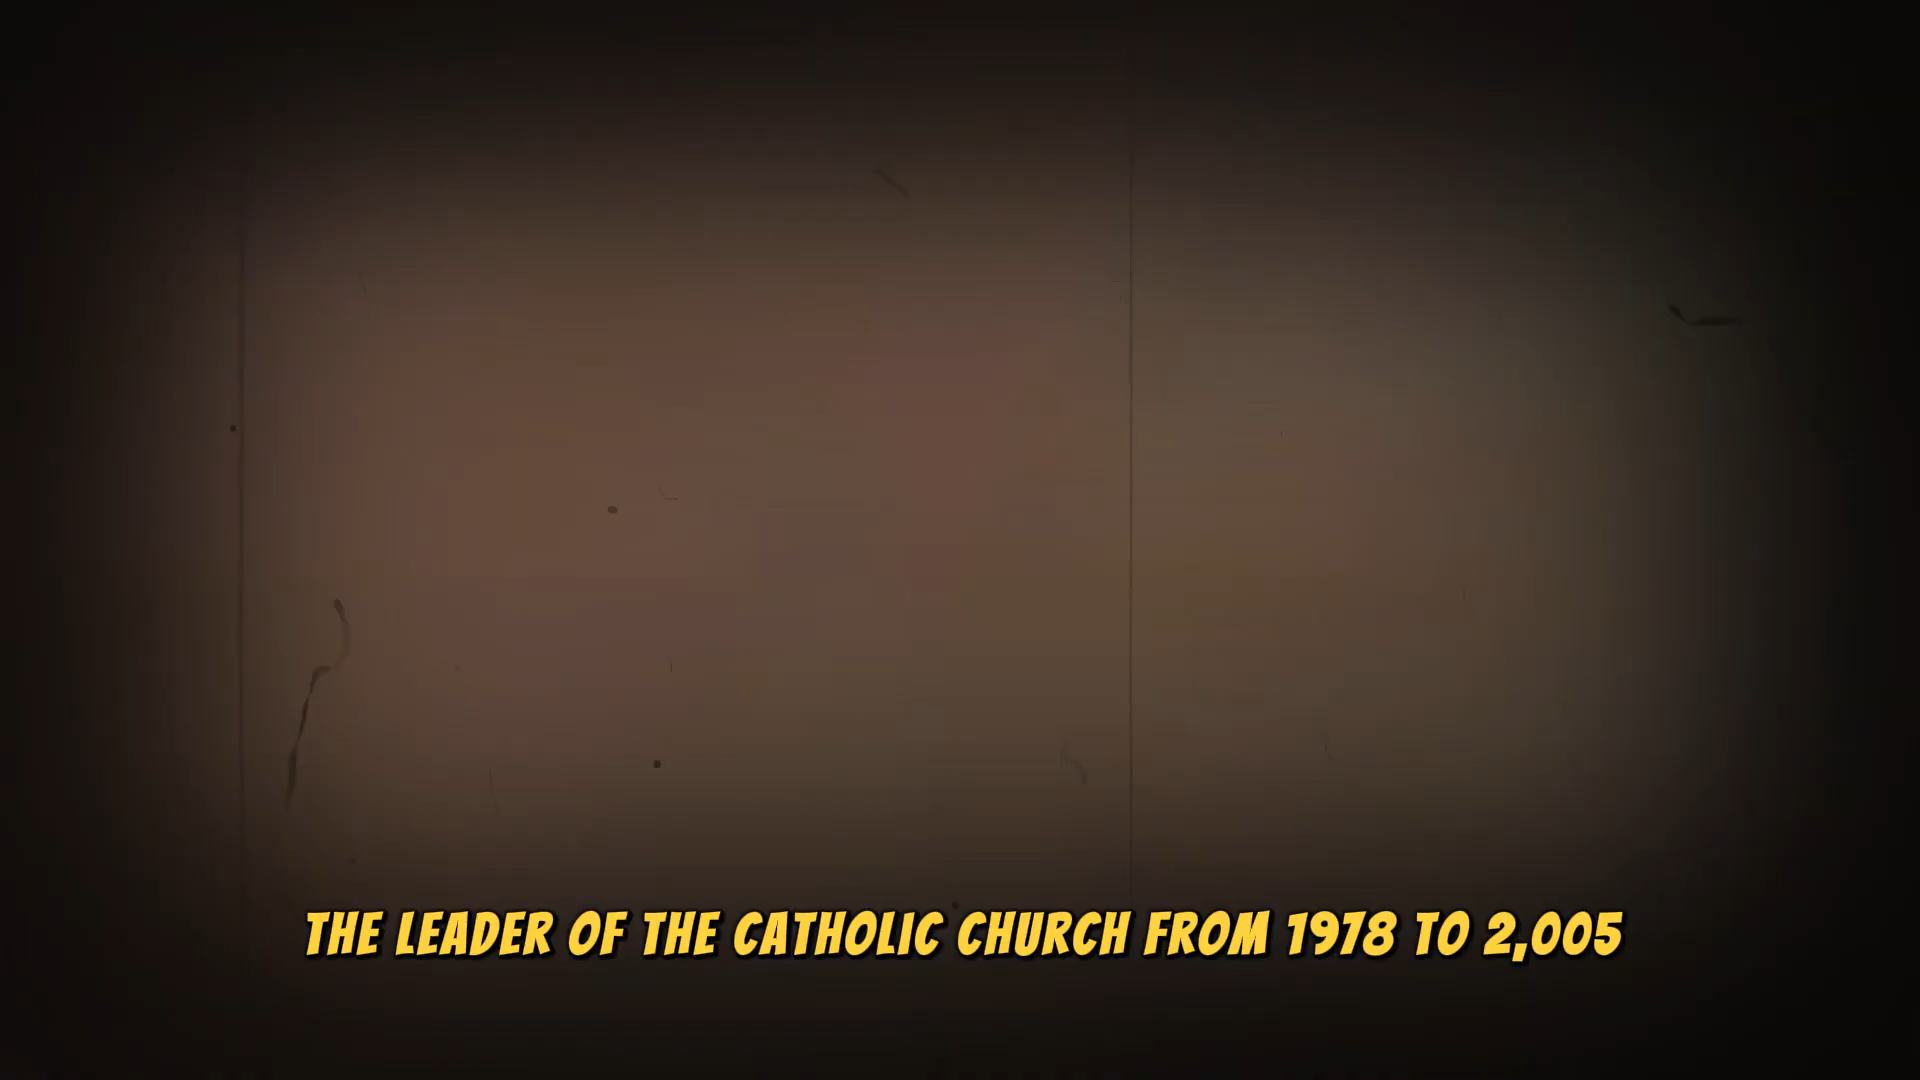 THE LEADER OF THE CATHOLIC CHURCH FROM 1978 TO 2,005